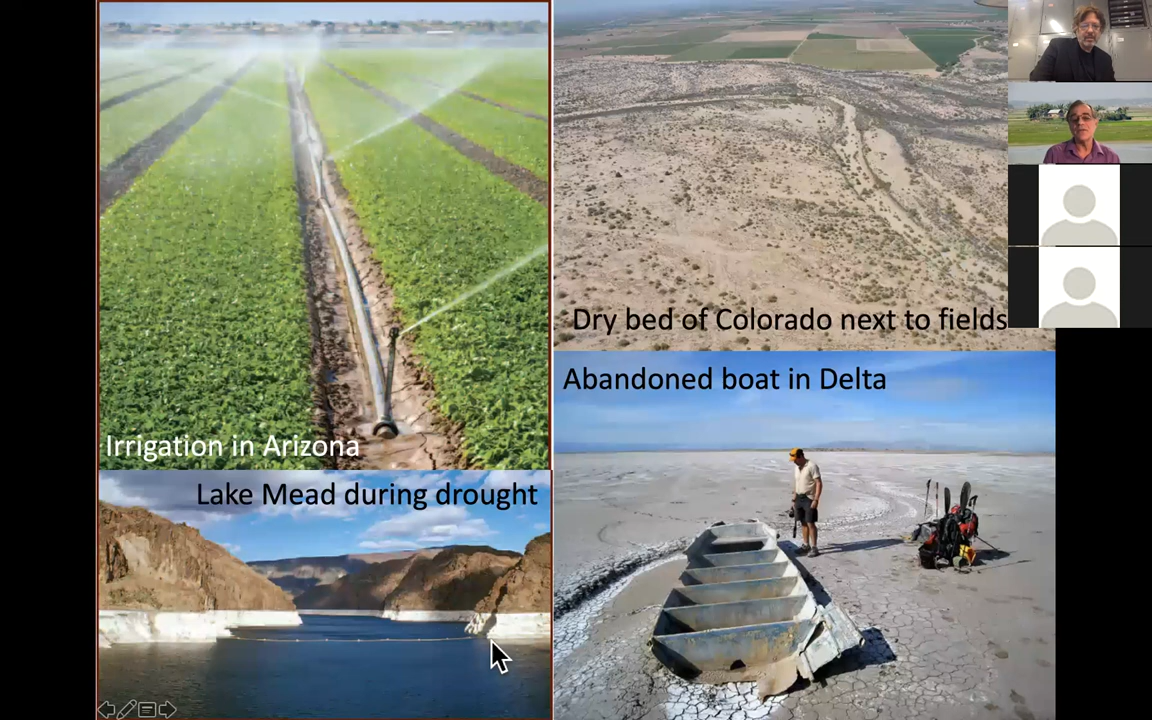 Irrigation in Arizona
Lake Mead during drought
Dry bed of Colorado next to fields
Abandoned boat in Delta